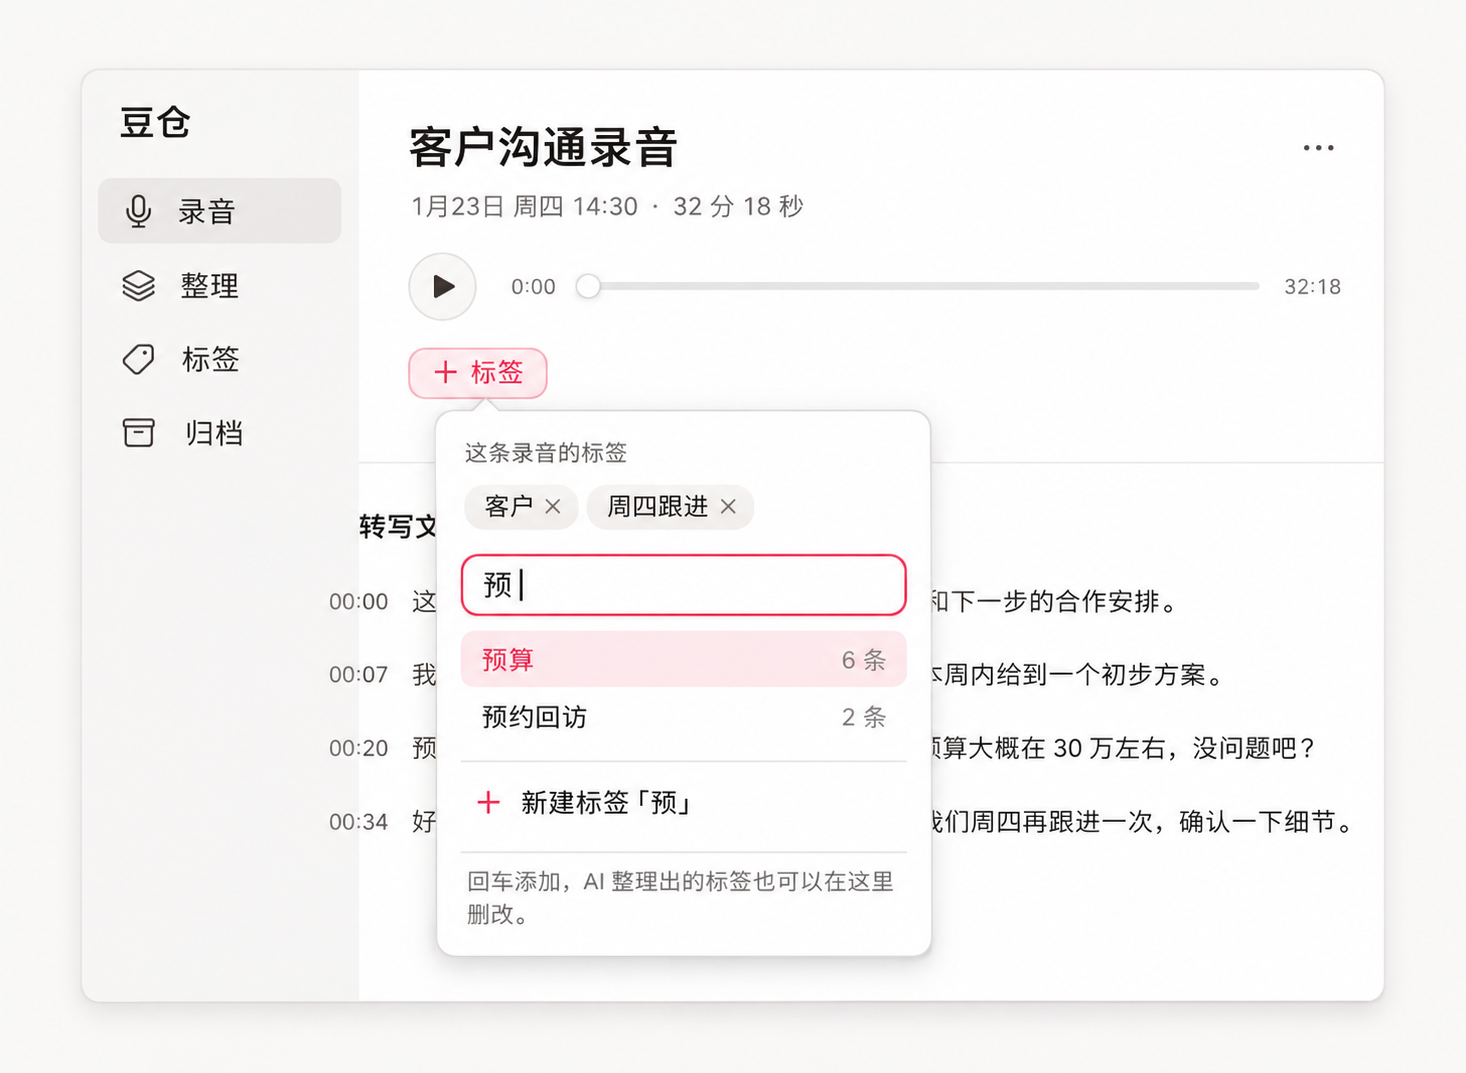 豆仓
录音
整理
标签
归档
客户沟通录音
1月23日 周四 14:30 · 32 分 18 秒
0:00
32:18
+ 标签
这条录音的标签
客户 ×
周四跟进 ×
预
预算 6 条
预约回访 2 条
+ 新建标签「预」
回车添加，AI 整理出的标签也可以在这里
删改。
转写文
00:00 这 和下一步的合作安排。
00:07 我 本周内给到一个初步方案。
00:20 预 预算大概在 30 万左右，没问题吧？
00:34 好 我们周四再跟进一次，确认一下细节。